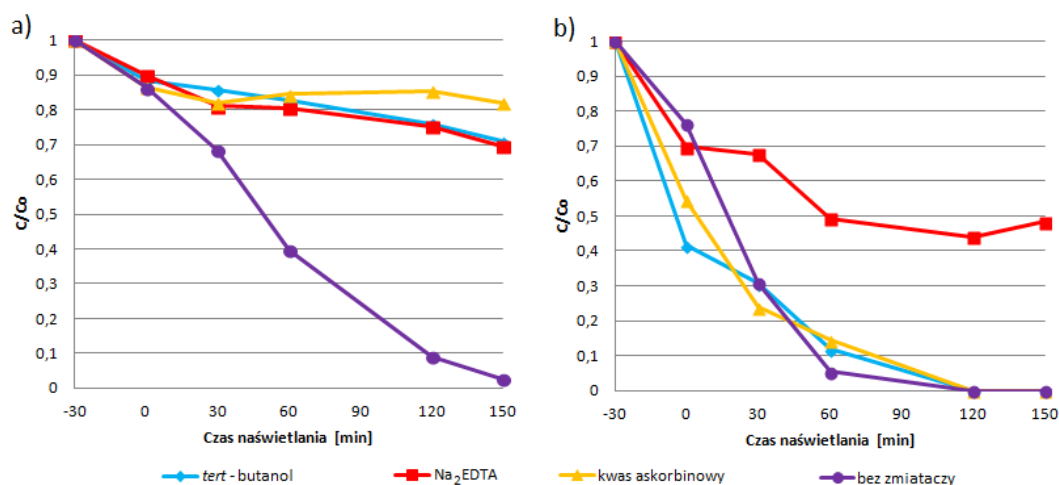 a)
1
0,9
0,8
0,7
0,6
0,5
0,4
0,3
0,2
0,1
0
C/Co
-30 0 30 60 90 120 150
Czas naświetlania [min]
b)
1
0,9
0,8
0,7
0,6
0,5
0,4
0,3
0,2
0,1
0
C/Co
-30 0 30 60 90 120 150
Czas naświetlania [min]
tert - butanol Na₂EDTA kwas askorbinowy bez zmiataczy